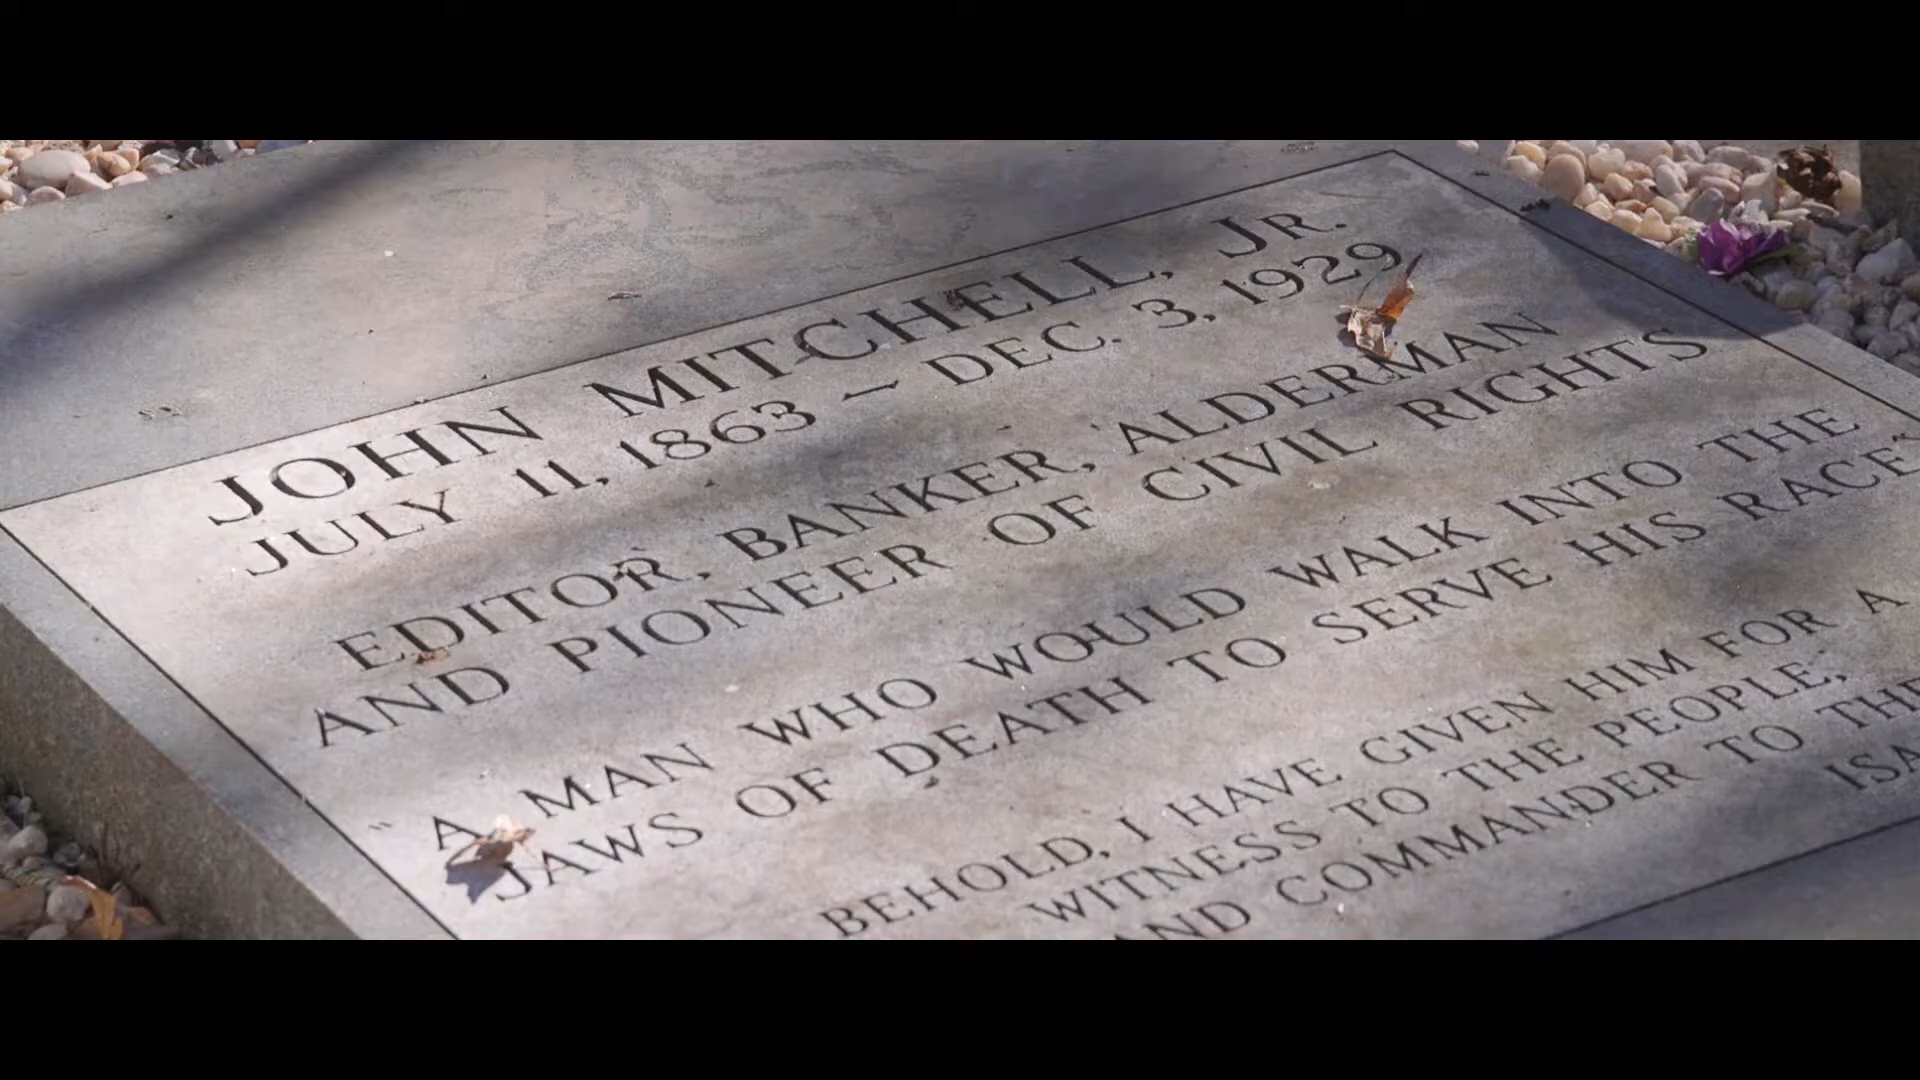 JOHN MITCHELL, JR.
JULY 11, 1863 — DEC. 3, 1929
EDITOR, BANKER, ALDERMAN
AND PIONEER OF CIVIL RIGHTS
" A MAN WHO WOULD WALK INTO THE
JAWS OF DEATH TO SERVE HIS RACE"
BEHOLD, I HAVE GIVEN HIM FOR A
WITNESS TO THE PEOPLE,
AND COMMANDER TO THE